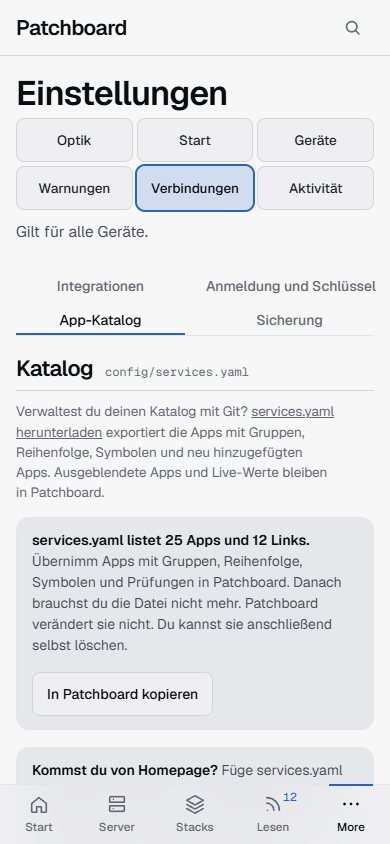 Patchboard
Einstellungen
Optik
Start
Geräte
Warnungen
Verbindungen
Aktivität
Gilt für alle Geräte.
Integrationen
Anmeldung und Schlüssel
App-Katalog
Sicherung
Katalog config/services.yaml
Verwaltest du deinen Katalog mit Git? services.yaml
herunterladen exportiert die Apps mit Gruppen,
Reihenfolge, Symbolen und neu hinzugefügten
Apps. Ausgeblendete Apps und Live-Werte bleiben
in Patchboard.
services.yaml listet 25 Apps und 12 Links.
Übernimm Apps mit Gruppen, Reihenfolge,
Symbolen und Prüfungen in Patchboard. Danach
brauchst du die Datei nicht mehr. Patchboard
verändert sie nicht. Du kannst sie anschließend
selbst löschen.
In Patchboard kopieren
Kommst du von Homepage? Füge services.yaml
12
Start
Server
Stacks
Lesen
More